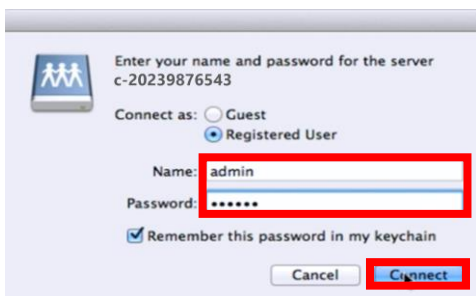 Enter your name and password for the server
c-20239876543
Connect as: Guest
Registered User
Name: admin
Password: ••••••
Remember this password in my keychain
Cancel Connect